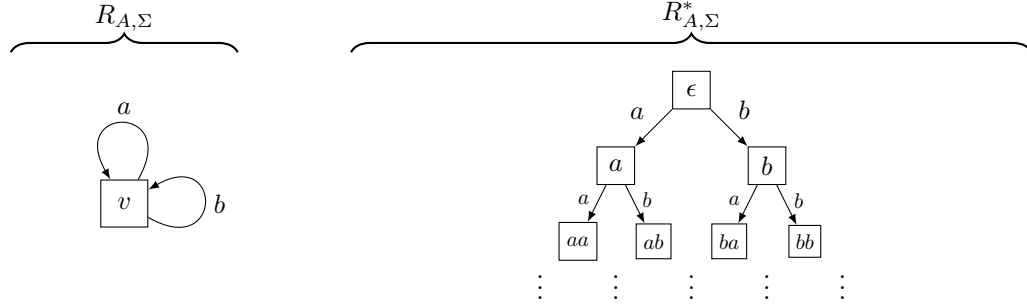 R_{A,Σ} R^*_{A,Σ}
ϵ
a a b
a b
v b a b a b
aa ab ba bb
⋮ ⋮ ⋮ ⋮ ⋮